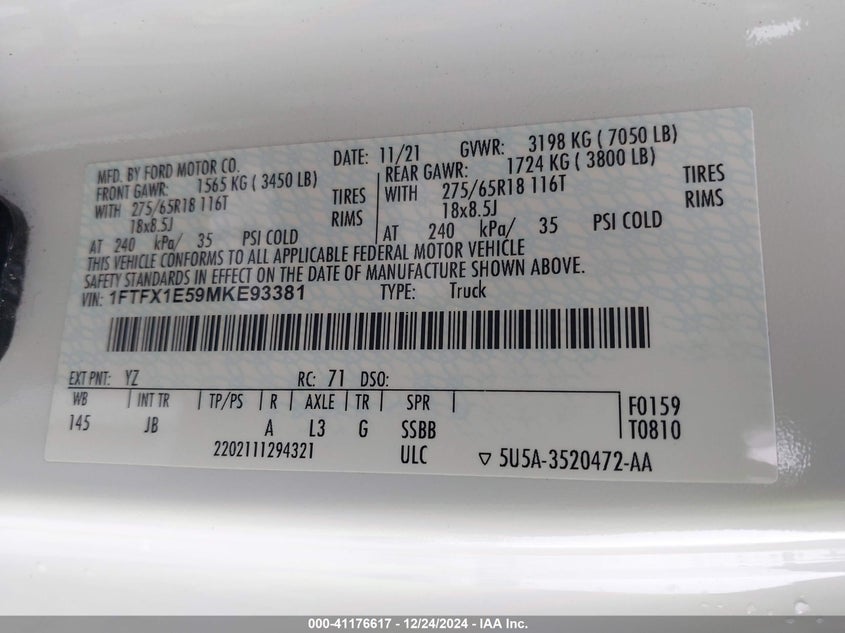 MFD. BY FORD MOTOR CO. DATE: 11/21 GVWR: 3198 KG ( 7050 LB)
FRONT GAWR: 1565 KG ( 3450 LB) REAR GAWR: 1724 KG ( 3800 LB)
WITH 275/65R18 116T TIRES WITH 275/65R18 116T TIRES
18x8.5J RIMS 18x8.5J RIMS
AT 240 kPa/ 35 PSI COLD AT 240 kPa/ 35 PSI COLD
THIS VEHICLE CONFORMS TO ALL APPLICABLE FEDERAL MOTOR VEHICLE
SAFETY STANDARDS IN EFFECT ON THE DATE OF MANUFACTURE SHOWN ABOVE.
VIN: 1FTFX1E59MKE93381 TYPE: Truck
EXT PNT: YZ RC: 71 DSO:
WB INT TR TP/PS R AXLE TR SPR F0159
145 JB A L3 G SSBB T0810
2202111294321 ULC ▽ 5U5A-3520472-AA
000-41176617 - 12/24/2024 - IAA Inc.